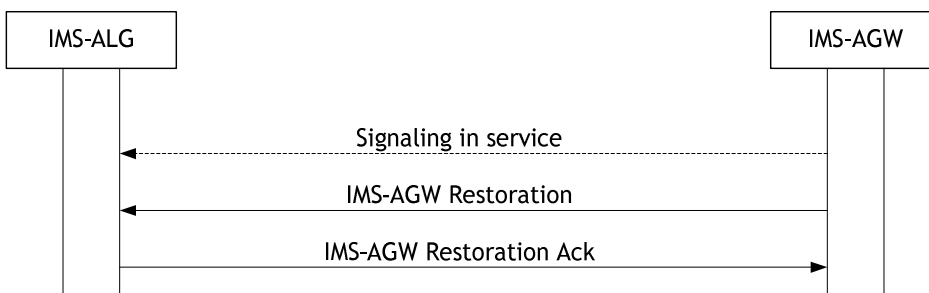 IMS-ALG
IMS-AGW
Signaling in service
IMS-AGW Restoration
IMS-AGW Restoration Ack